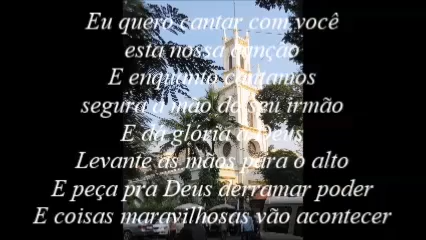 Eu quero cantar com você
esta nossa canção
E enquanto cantamos
segura a mão do seu irmão
E dá glória a Deus
Levante as mãos para o alto
E peça pra Deus derramar poder
E coisas maravilhosas vão acontecer